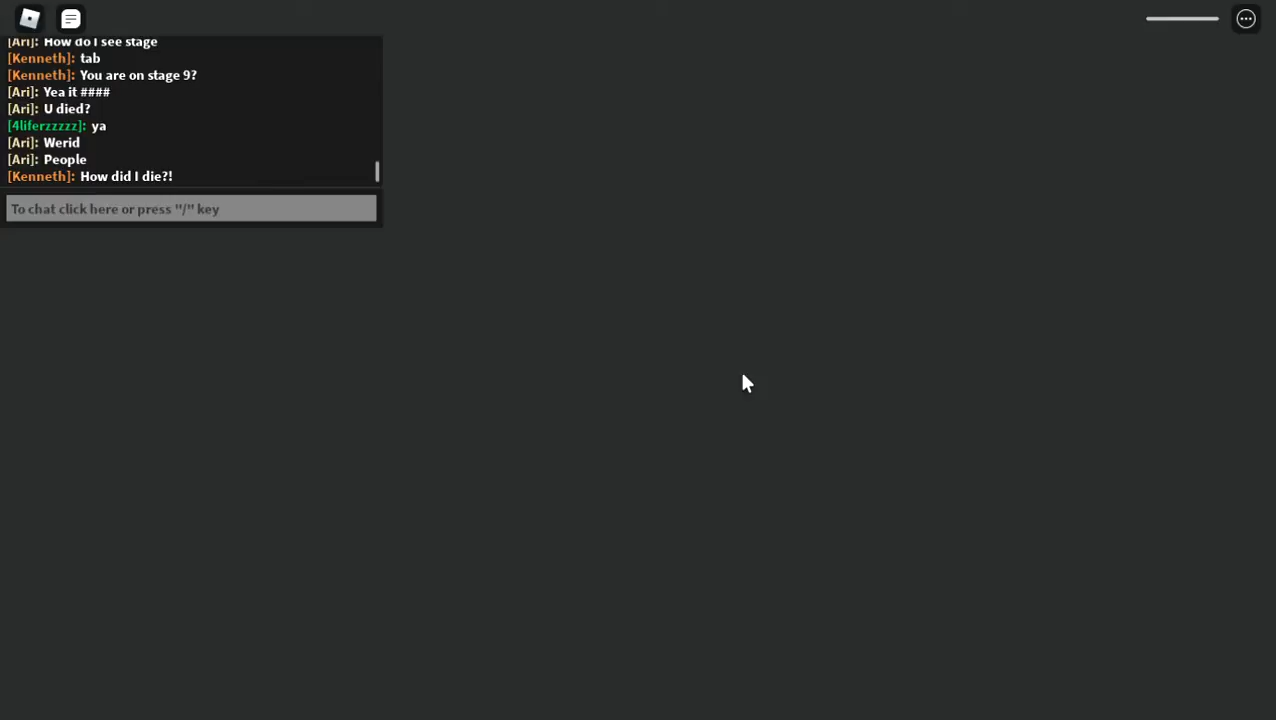 [Ari]: How do I see stage
[Kenneth]: tab
[Kenneth]: You are on stage 9?
[Ari]: Yea it ####
[Ari]: U died?
[4liferzzzzz]: ya
[Ari]: Werid
[Ari]: People
[Kenneth]: How did I die?!
To chat click here or press "/" key